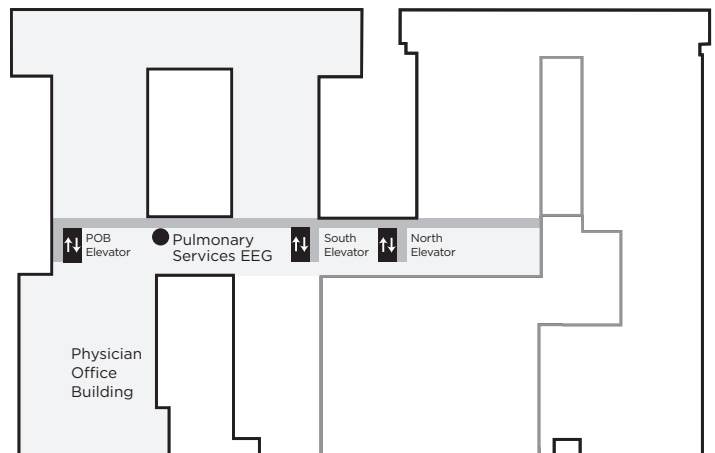 POB
Elevator
Pulmonary
Services EEG
South
Elevator
North
Elevator
Physician
Office
Building